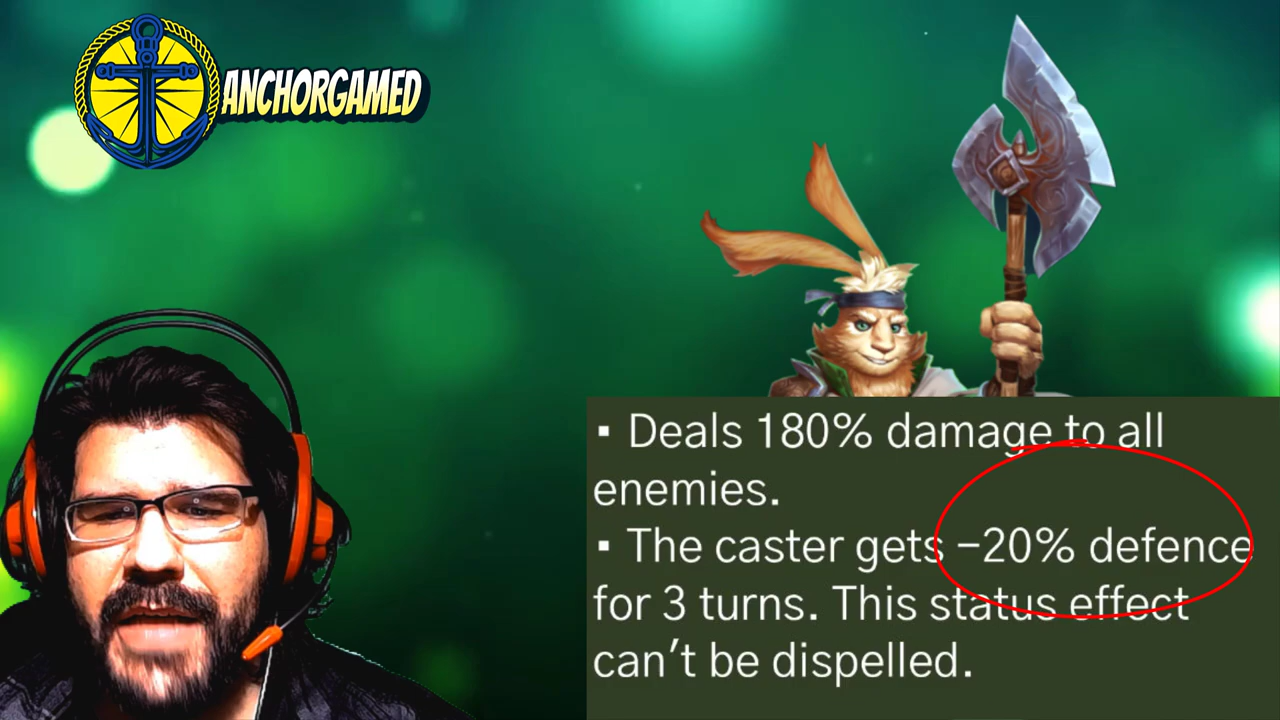 ANCHORGAMED
▪ Deals 180% damage to all
enemies.
▪ The caster gets −20% defence
for 3 turns. This status effect
can't be dispelled.